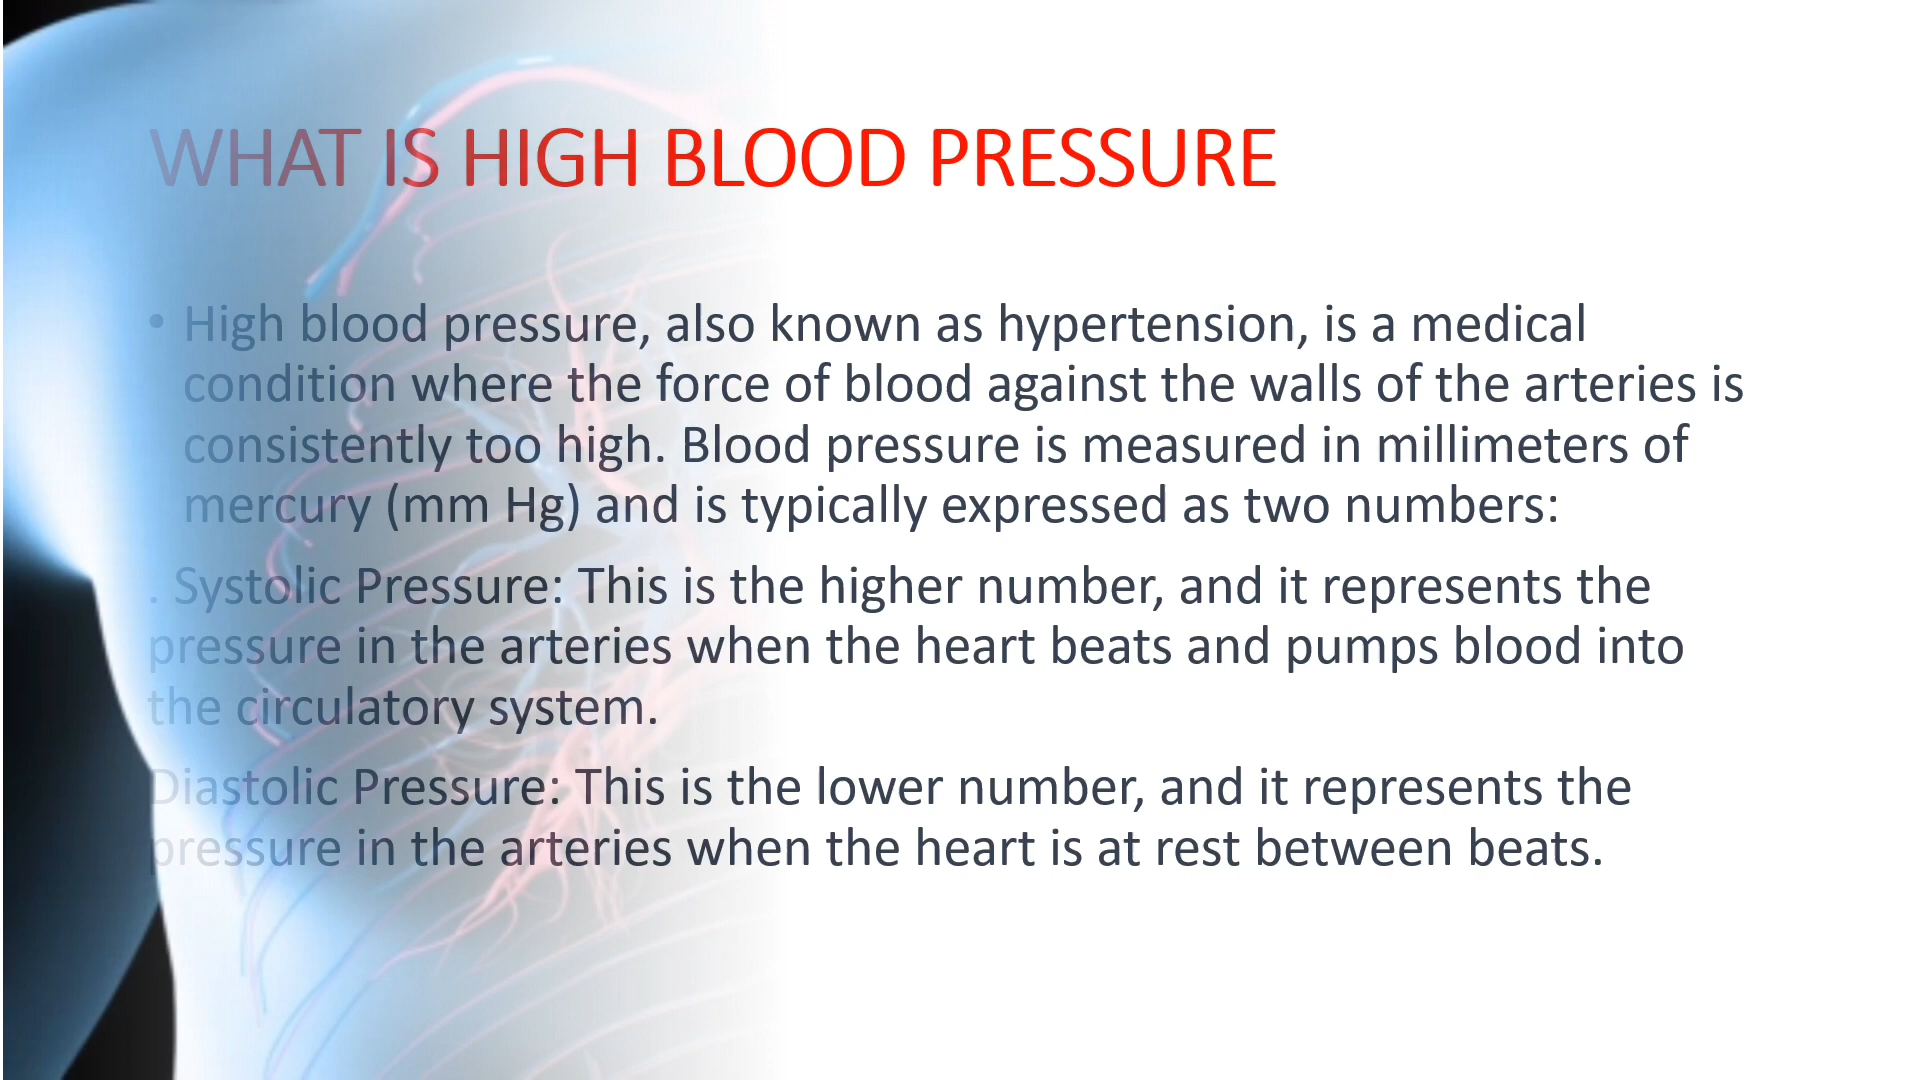 WHAT IS HIGH BLOOD PRESSURE
• High blood pressure, also known as hypertension, is a medical
condition where the force of blood against the walls of the arteries is
consistently too high. Blood pressure is measured in millimeters of
mercury (mm Hg) and is typically expressed as two numbers:
. Systolic Pressure: This is the higher number, and it represents the
pressure in the arteries when the heart beats and pumps blood into
the circulatory system.
Diastolic Pressure: This is the lower number, and it represents the
pressure in the arteries when the heart is at rest between beats.